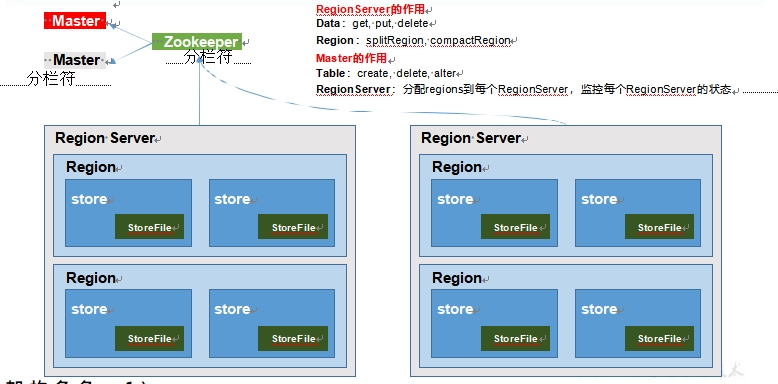 Master
Zookeeper
Master
分栏符
分栏符
RegionServer的作用
Data：get, put, delete
Region：splitRegion, compactRegion
Master的作用
Table：create, delete, alter
RegionServer：分配regions到每个RegionServer，监控每个RegionServer的状态
Region Server
Region
store
StoreFile
store
StoreFile
Region
store
StoreFile
store
StoreFile
Region Server
Region
store
StoreFile
store
StoreFile
Region
store
StoreFile
store
StoreFile